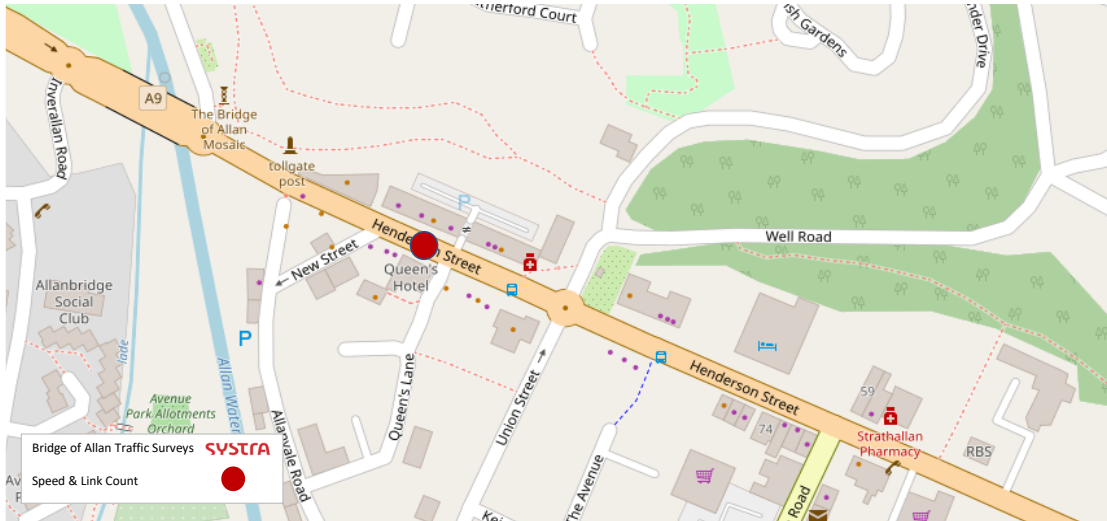 therford Court
sh Gardens
nder Drive
A9
The Bridge
of Allan
Mosaic
Inverallan Road
tollgate
post
P
Henderson Street
Well Road
New Street
Queen's
Hotel
Allanbridge
Social
Club
P
lade
Allan Water
Queen's Lane
Union Street
Henderson Street
59
74
Avenue
Park Allotments
Orchard
Allanvale Road
Strathallan
Pharmacy
RBS
The Avenue
Road
Bridge of Allan Traffic Surveys SYSTRA
Speed & Link Count
Av
Kei